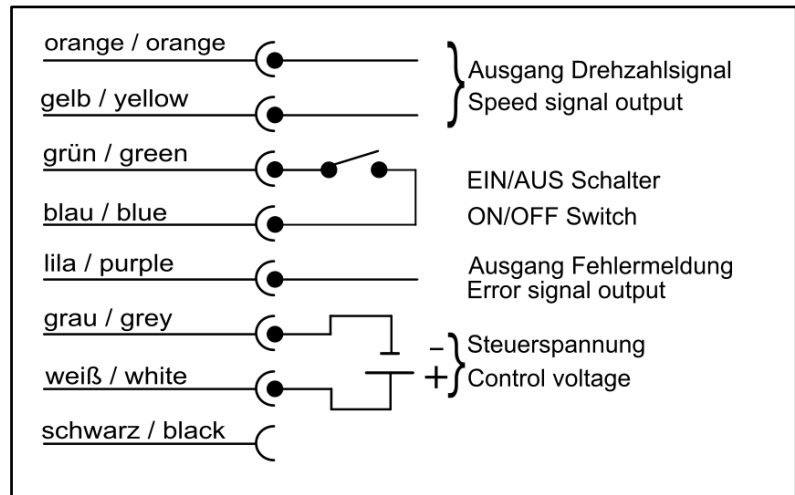 orange / orange
gelb / yellow
Ausgang Drehzahlsignal
Speed signal output
grün / green
blau / blue
EIN/AUS Schalter
ON/OFF Switch
lila / purple
Ausgang Fehlermeldung
Error signal output
grau / grey
weiß / white
− Steuerspannung
+ Control voltage
schwarz / black